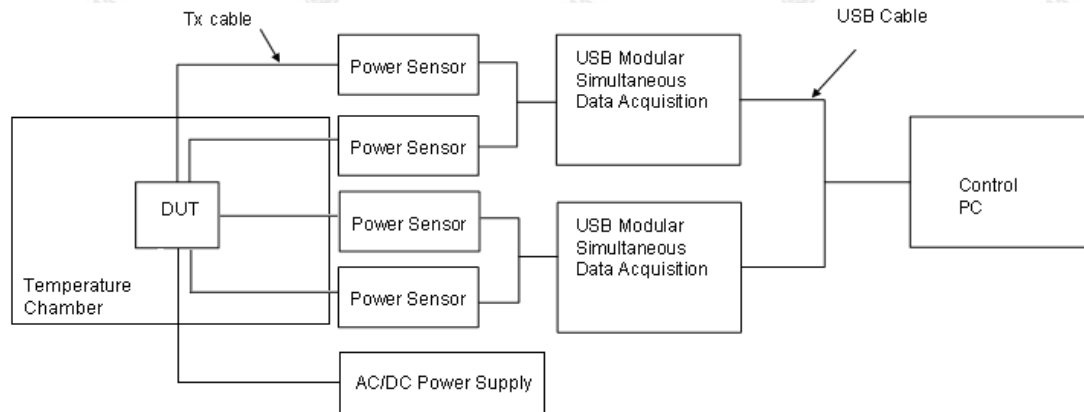 Tx cable
USB Cable
Power Sensor
USB Modular
Simultaneous
Data Acquisition
Power Sensor
DUT
Control
PC
Power Sensor
USB Modular
Simultaneous
Data Acquisition
Temperature
Chamber
Power Sensor
AC/DC Power Supply